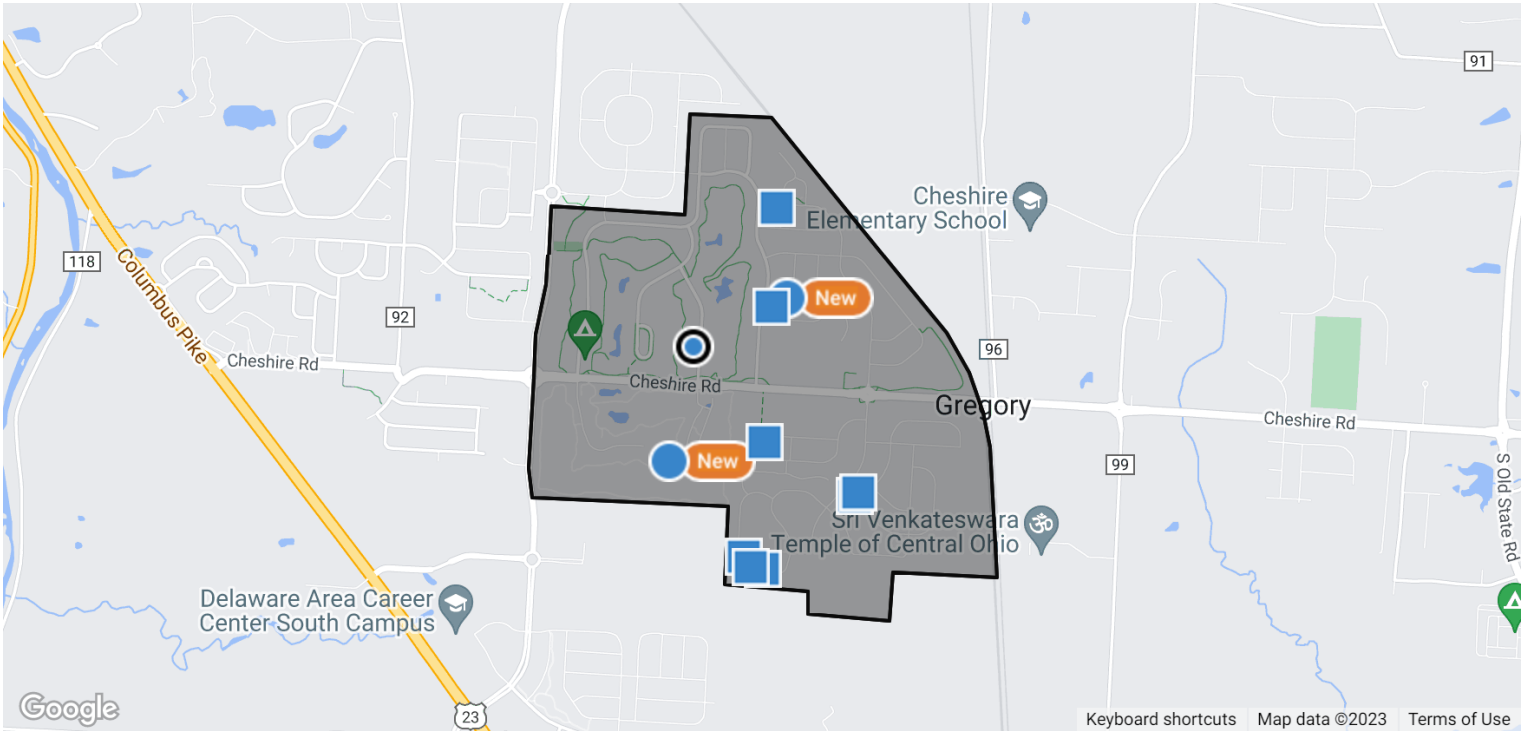 91
Cheshire
Elementary School
118
Columbus Pike
92
New
96
Cheshire Rd
Cheshire Rd
Gregory
Cheshire Rd
New
99
S Old State Rd
Sri Venkateswara
Temple of Central Ohio
Delaware Area Career
Center South Campus
Google
23
Keyboard shortcuts
Map data ©2023
Terms of Use